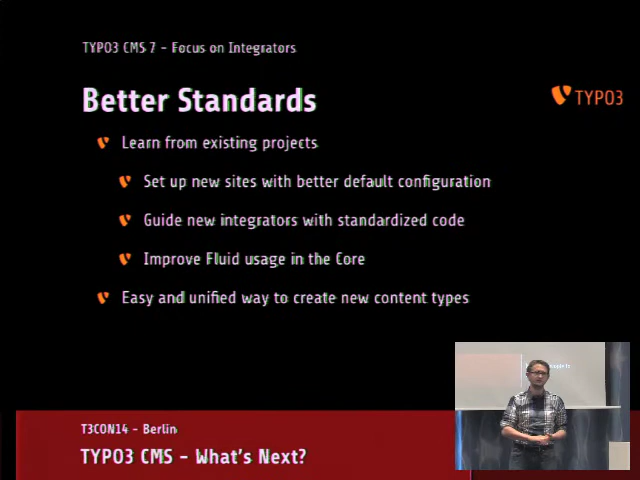 TYPO3 CMS 7 - Focus on Integrators
Better Standards
TYPO3
Learn from existing projects
Set up new sites with better default configuration
Guide new integrators with standardized code
Improve Fluid usage in the Core
Easy and unified way to create new content types
T3CON14 - Berlin
TYPO3 CMS - What's Next?